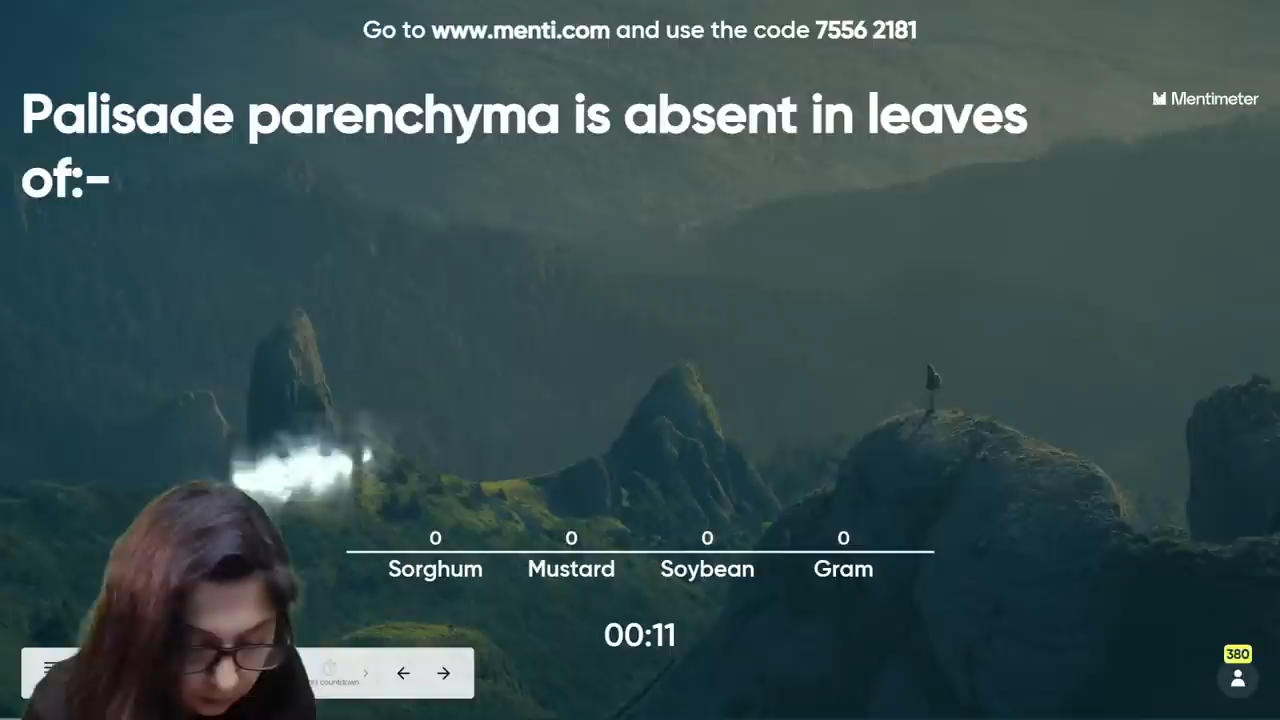 Go to www.menti.com and use the code 7556 2181
Mentimeter
Palisade parenchyma is absent in leaves
of:-
0 0 0 0
Sorghum Mustard Soybean Gram
00:11
countdown
380